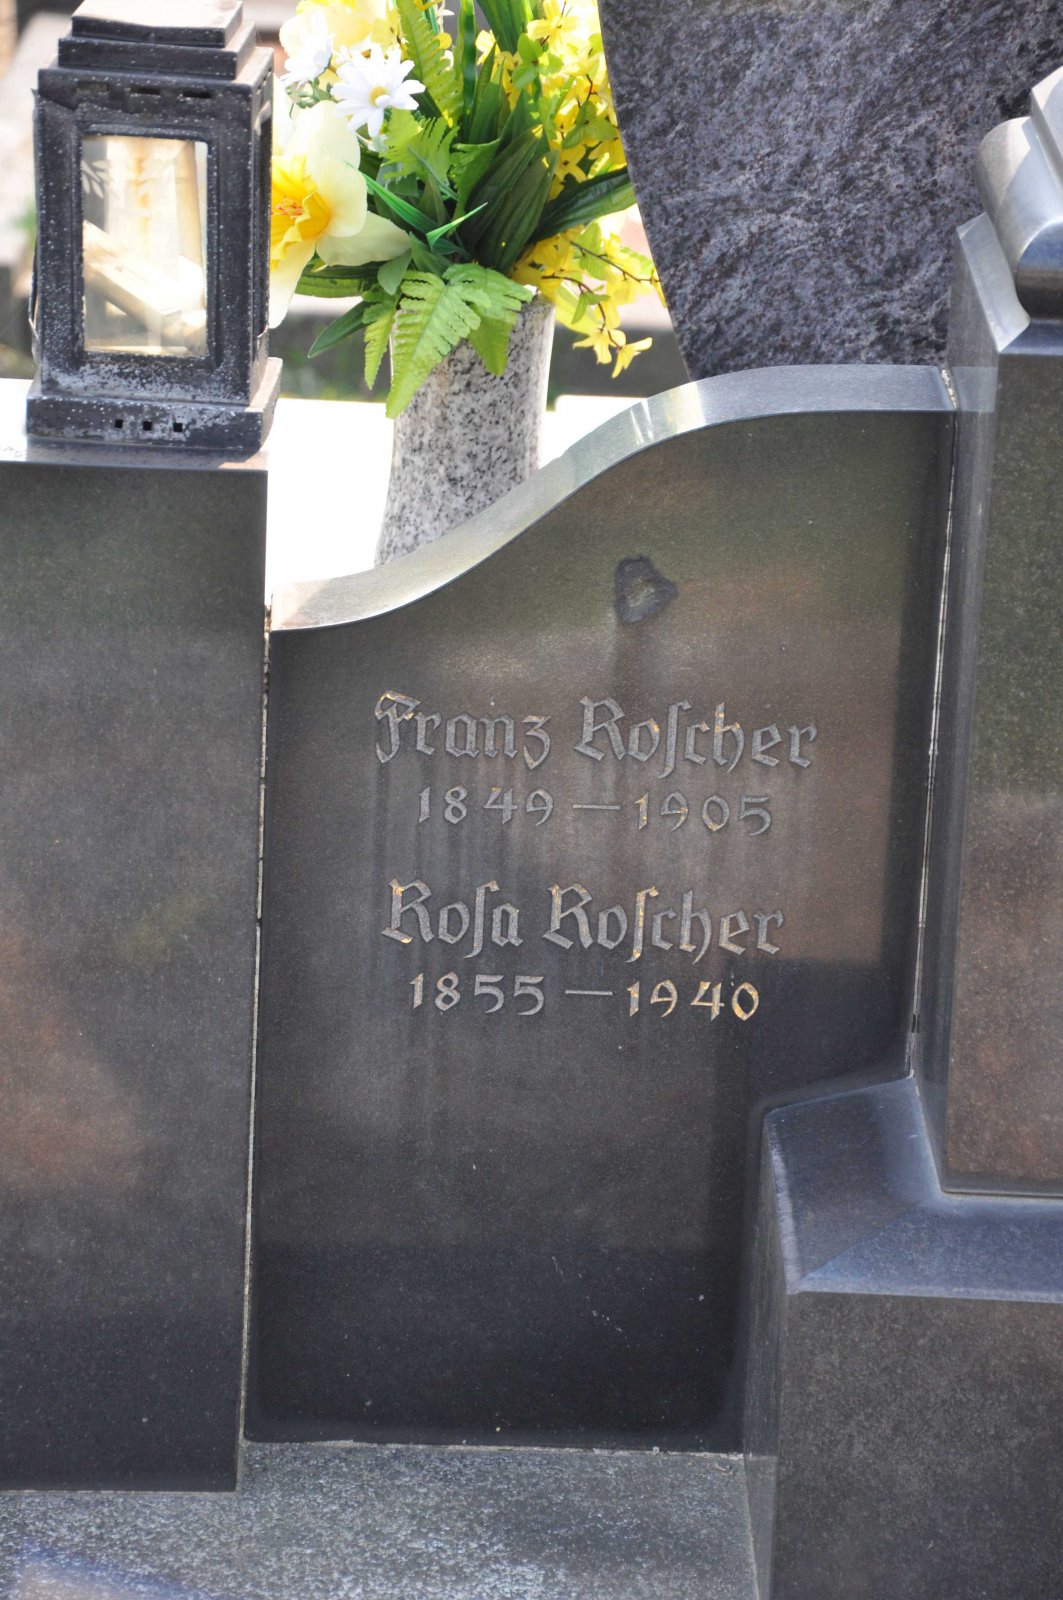 Franz Roſcher
1849 — 1905
Roſa Roſcher
1855 — 1940